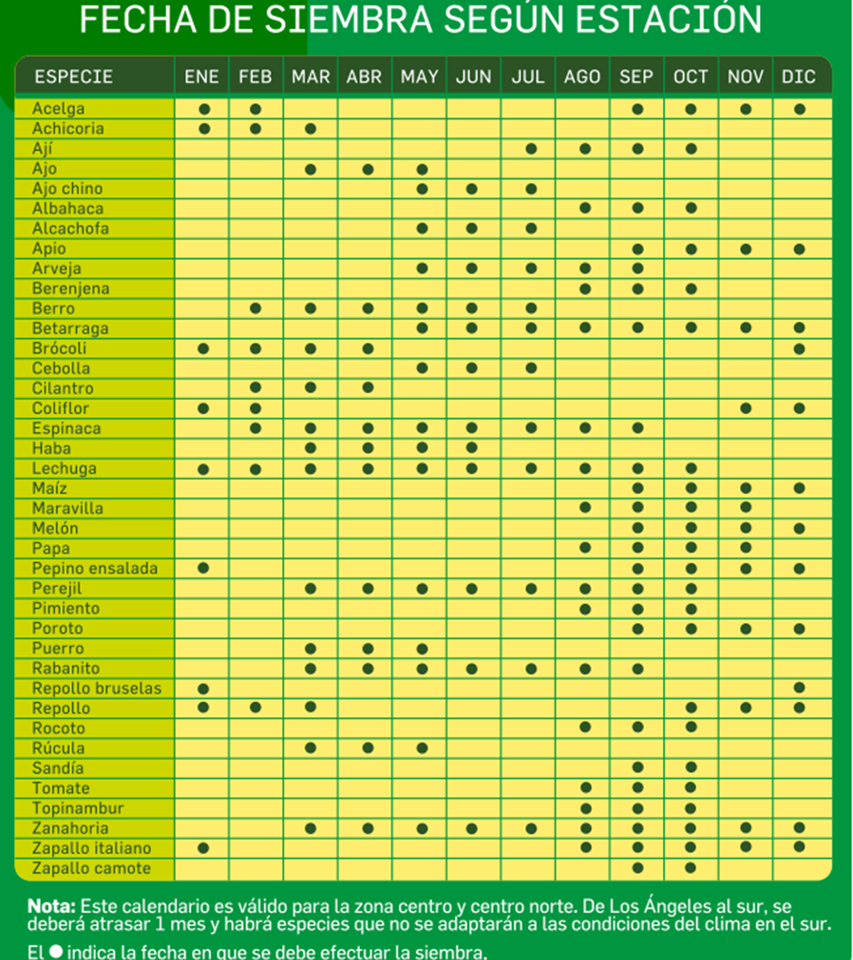 FECHA DE SIEMBRA SEGÚN ESTACIÓN
ESPECIE ENE FEB MAR ABR MAY JUN JUL AGO SEP OCT NOV DIC
Acelga
Achicoria
Ají
Ajo
Ajo chino
Albahaca
Alcachofa
Apio
Arveja
Berenjena
Berro
Betarraga
Brócoli
Cebolla
Cilantro
Coliflor
Espinaca
Haba
Lechuga
Maíz
Maravilla
Melón
Papa
Pepino ensalada
Perejil
Pimiento
Poroto
Puerro
Rabanito
Repollo bruselas
Repollo
Rocoto
Rúcula
Sandía
Tomate
Topinambur
Zanahoria
Zapallo italiano
Zapallo camote
Nota: Este calendario es válido para la zona centro y centro norte. De Los Ángeles al sur, se
deberá atrasar 1 mes y habrá especies que no se adaptarán a las condiciones del clima en el sur.
El ● indica la fecha en que se debe efectuar la siembra.